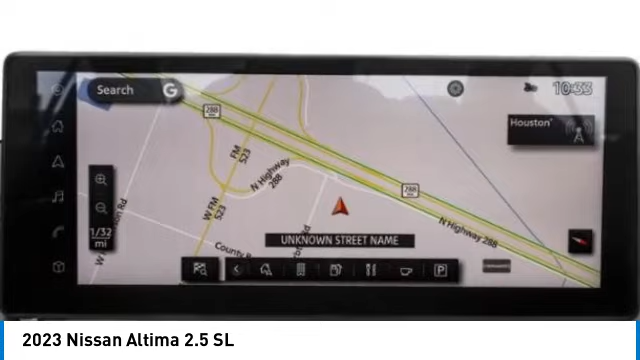 Search G
10:33
288
Houston
FM
523
N Highway
288
288
W FM
523
1/32
mi
N Highway 288
UNKNOWN STREET NAME
County
P
2023 Nissan Altima 2.5 SL